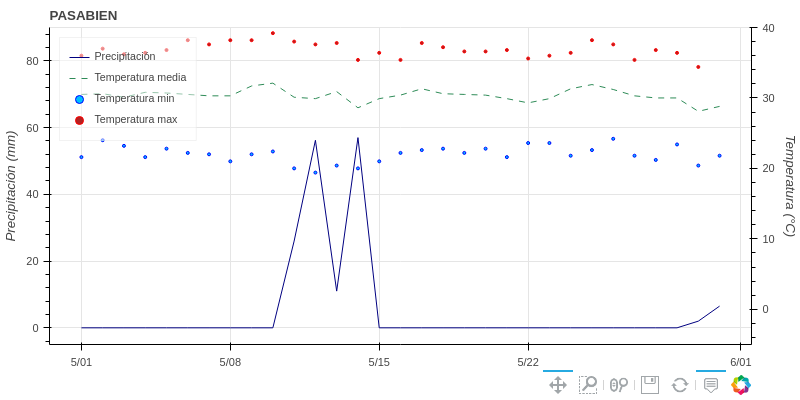 PASABIEN
Precipitación
Temperatura media
Temperatura min
Temperatura max
80
60
40
20
0
Precipitación (mm)
40
30
20
10
0
Temperatura (°C)
5/01
5/08
5/15
5/22
6/01